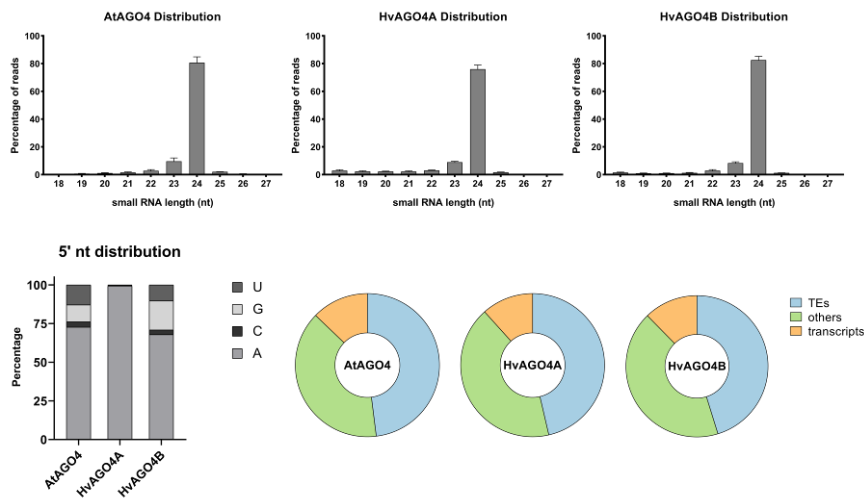 AtAGO4 Distribution
HvAGO4A Distribution
HvAGO4B Distribution
Percentage of reads
100
80
60
40
20
0
18 19 20 21 22 23 24 25 26 27
small RNA length (nt)
Percentage of reads
100
80
60
40
20
0
18 19 20 21 22 23 24 25 26 27
small RNA length (nt)
Percentage of reads
100
80
60
40
20
0
18 19 20 21 22 23 24 25 26 27
small RNA length (nt)
5' nt distribution
Percentage
100
75
50
25
0
AtAGO4
HvAGO4A
HvAGO4B
U
G
C
A
AtAGO4
HvAGO4A
HvAGO4B
TEs
others
transcripts